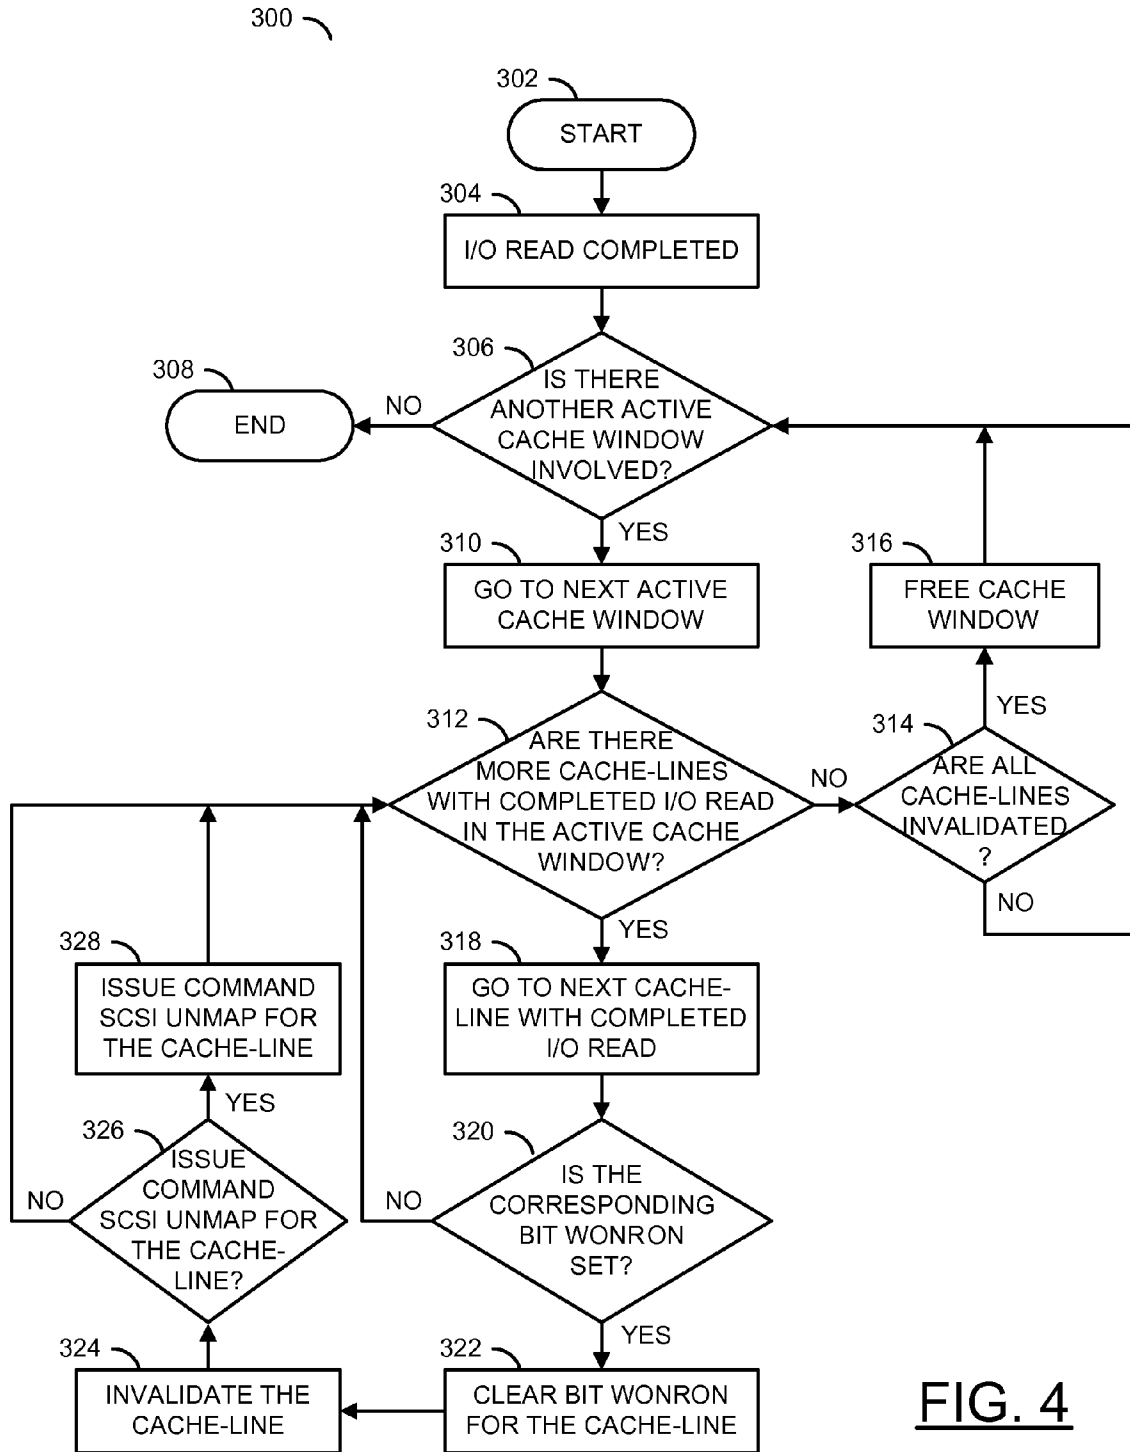 300
302
START
304
I/O READ COMPLETED
306
IS THERE
ANOTHER ACTIVE
CACHE WINDOW
INVOLVED?
308
END
NO
YES
310
GO TO NEXT ACTIVE
CACHE WINDOW
316
FREE CACHE
WINDOW
312
ARE THERE
MORE CACHE-LINES
WITH COMPLETED I/O READ
IN THE ACTIVE CACHE
WINDOW?
NO
YES
314
ARE ALL
CACHE-LINES
INVALIDATED
?
YES
NO
318
GO TO NEXT CACHE-
LINE WITH COMPLETED
I/O READ
328
ISSUE COMMAND
SCSI UNMAP FOR
THE CACHE-LINE
YES
326
ISSUE
COMMAND
SCSI UNMAP FOR
THE CACHE-
LINE?
NO
320
IS THE
CORRESPONDING
BIT WONRON
SET?
NO
YES
324
INVALIDATE THE
CACHE-LINE
322
CLEAR BIT WONRON
FOR THE CACHE-LINE
FIG. 4